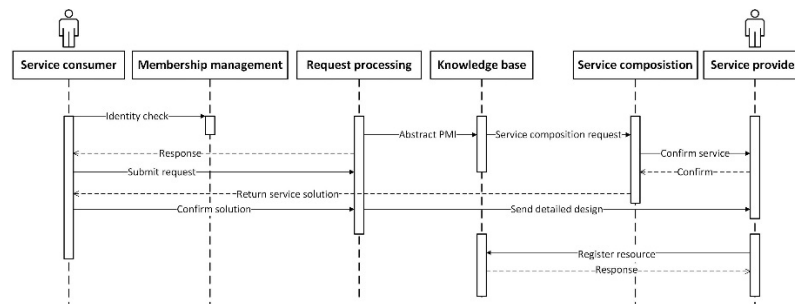 Service consumer
Membership management
Request processing
Knowledge base
Service composistion
Service provide
Identity check
Abstract PMI
Service composition request
Response
Confirm service
Submit request
Confirm
Return service solution
Confirm solution
Send detailed design
Register resource
Response